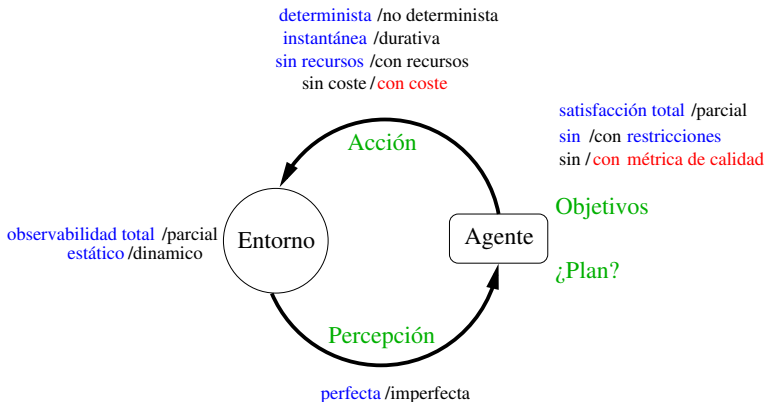 determinista /no determinista
instantánea /durativa
sin recursos /con recursos
sin coste / con coste
satisfacción total /parcial
sin /con restricciones
sin / con métrica de calidad
Acción
Objetivos
observabilidad total /parcial
estático /dinamico
Entorno
Agente
¿Plan?
Percepción
perfecta /imperfecta